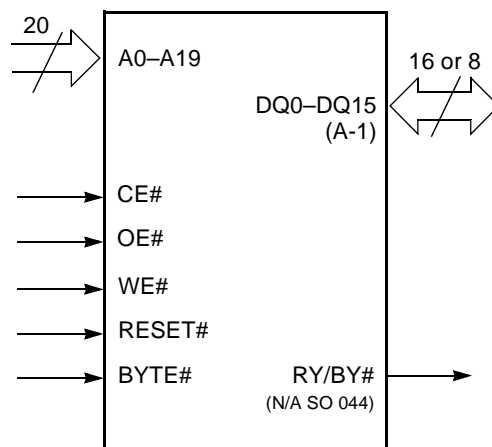 20
A0–A19
16 or 8
DQ0–DQ15
(A-1)
CE#
OE#
WE#
RESET#
BYTE#
RY/BY#
(N/A SO 044)